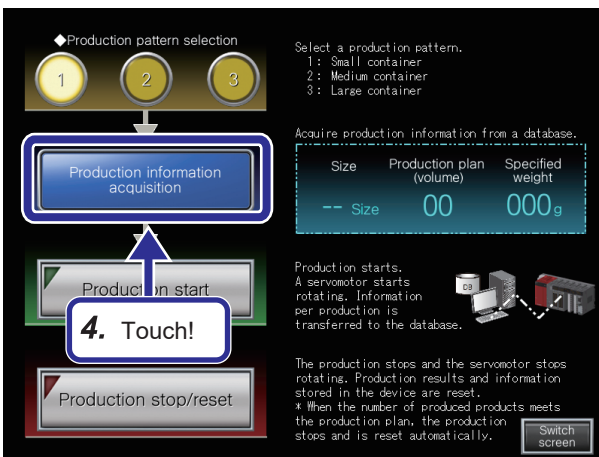 ◆Production pattern selection
1
2
3
Select a production pattern.
1: Small container
2: Medium container
3: Large container
Production information
acquisition
Acquire production information from a database.
Size
Production plan
(volume)
Specified
weight
-- Size
00
000g
Production start
4. Touch!
Production starts.
A servomotor starts
rotating. Information
per production is
transferred to the database.
DB
Production stop/reset
The production stops and the servomotor stops
rotating. Production results and information
stored in the device are reset.
* When the number of produced products meets
the production plan, the production
stops and is reset automatically.
Switch
screen